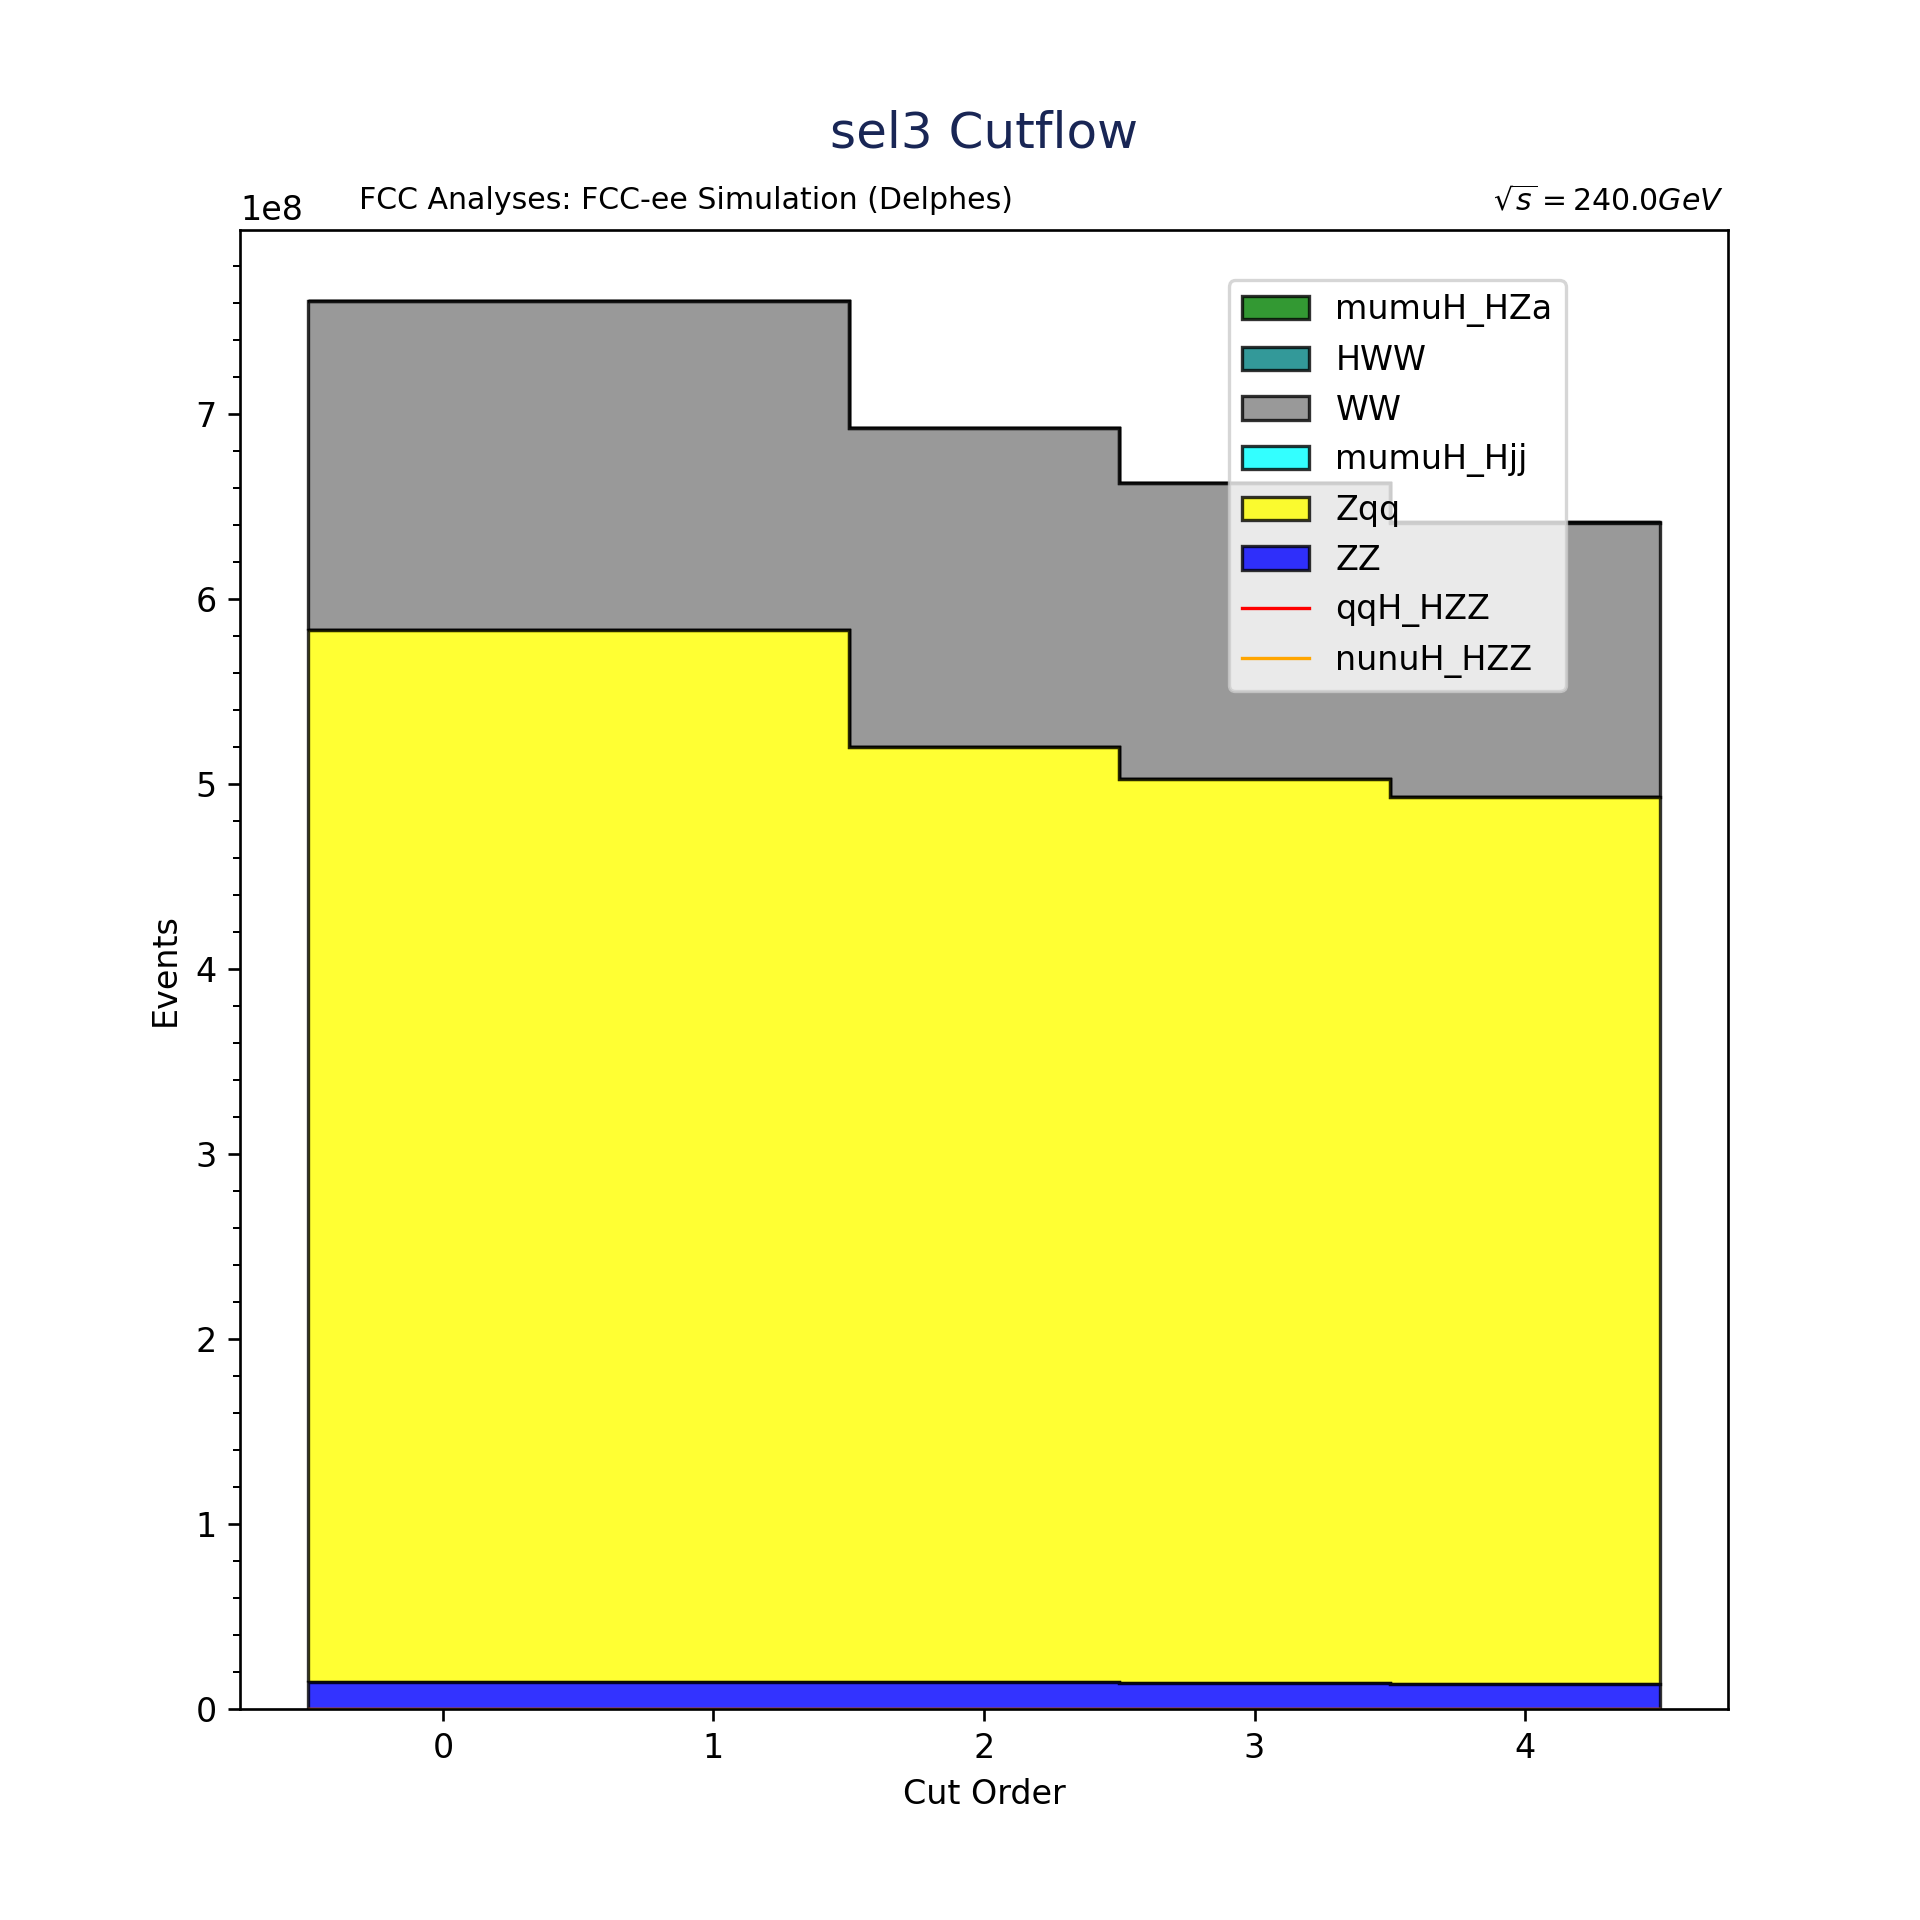 sel3 Cutflow
1e8
FCC Analyses: FCC-ee Simulation (Delphes)
√s = 240.0GeV
mumuH_HZa
HWW
WW
mumuH_Hjj
Zqq
ZZ
qqH_HZZ
nunuH_HZZ
7
6
5
4
3
2
1
0
Events
0 1 2 3 4
Cut Order